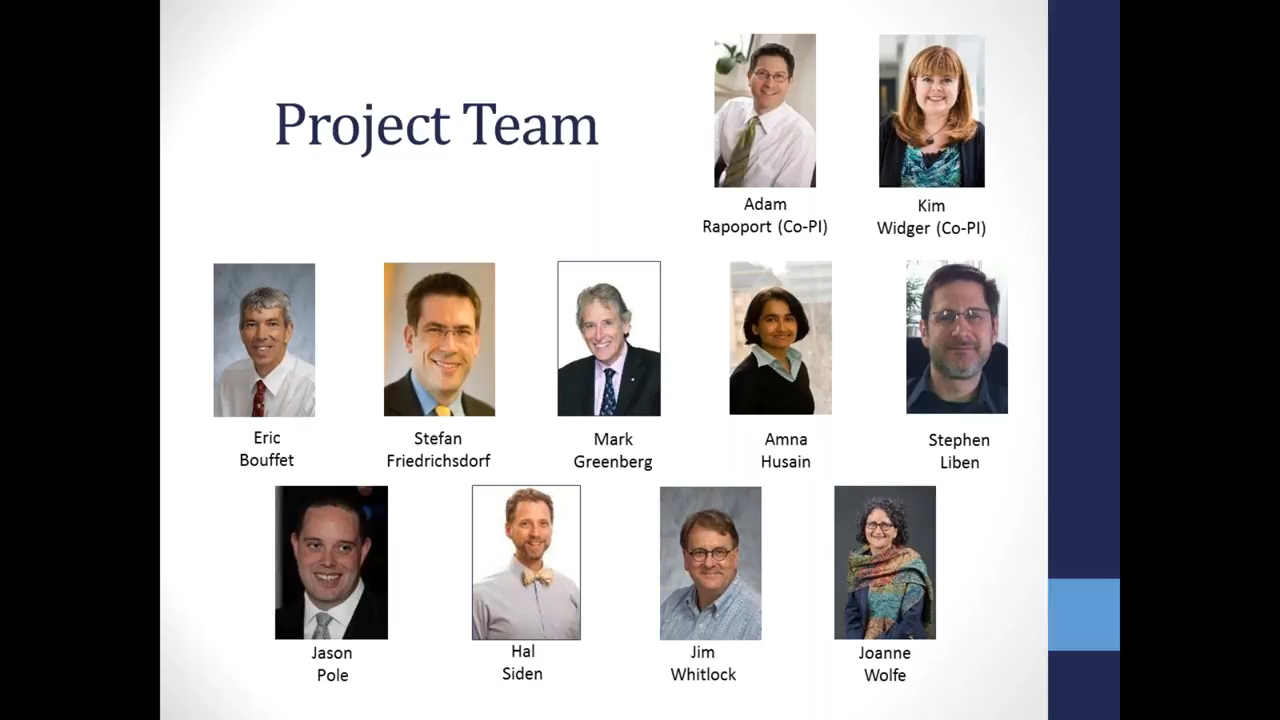 Project Team
Adam
Rapoport (Co-PI)
Kim
Widger (Co-PI)
Eric
Bouffet
Stefan
Friedrichsdorf
Mark
Greenberg
Amna
Husain
Stephen
Liben
Jason
Pole
Hal
Siden
Jim
Whitlock
Joanne
Wolfe